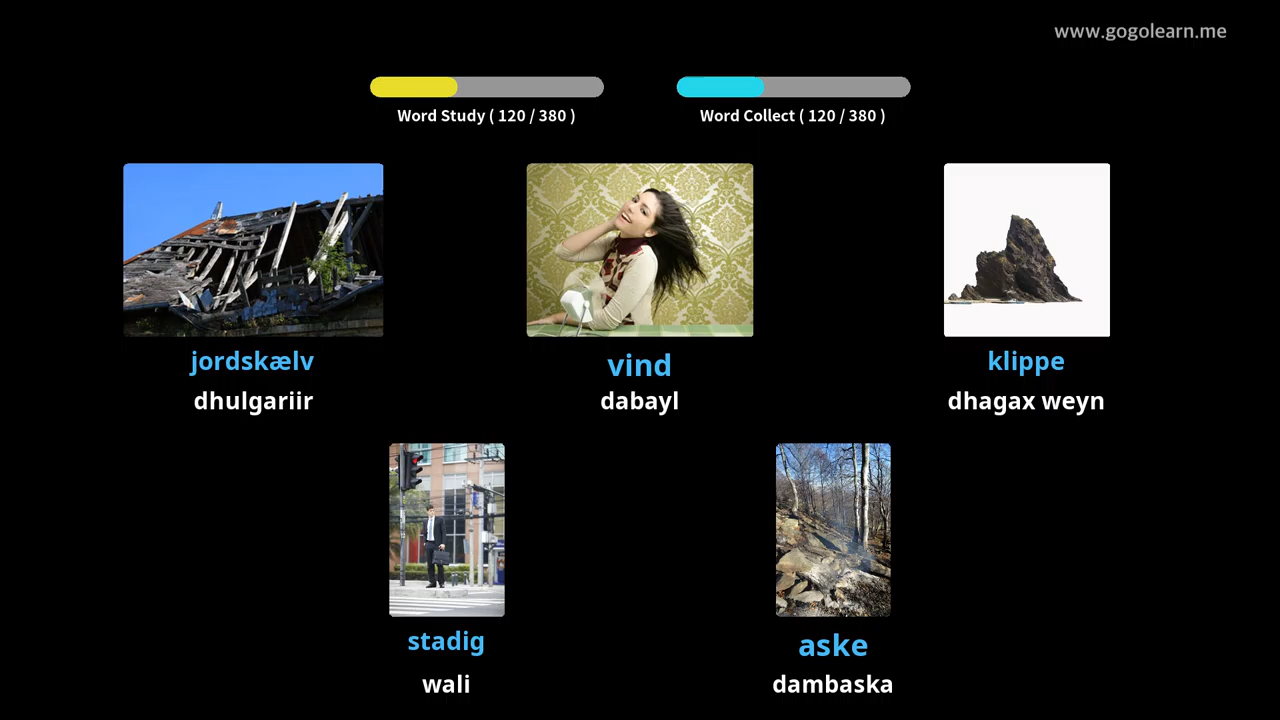 www.gogolearn.me
Word Study ( 120 / 380 )
Word Collect ( 120 / 380 )
jordskælv
vind
klippe
dhulgariir
dabayl
dhagax weyn
stadig
aske
wali
dambaska